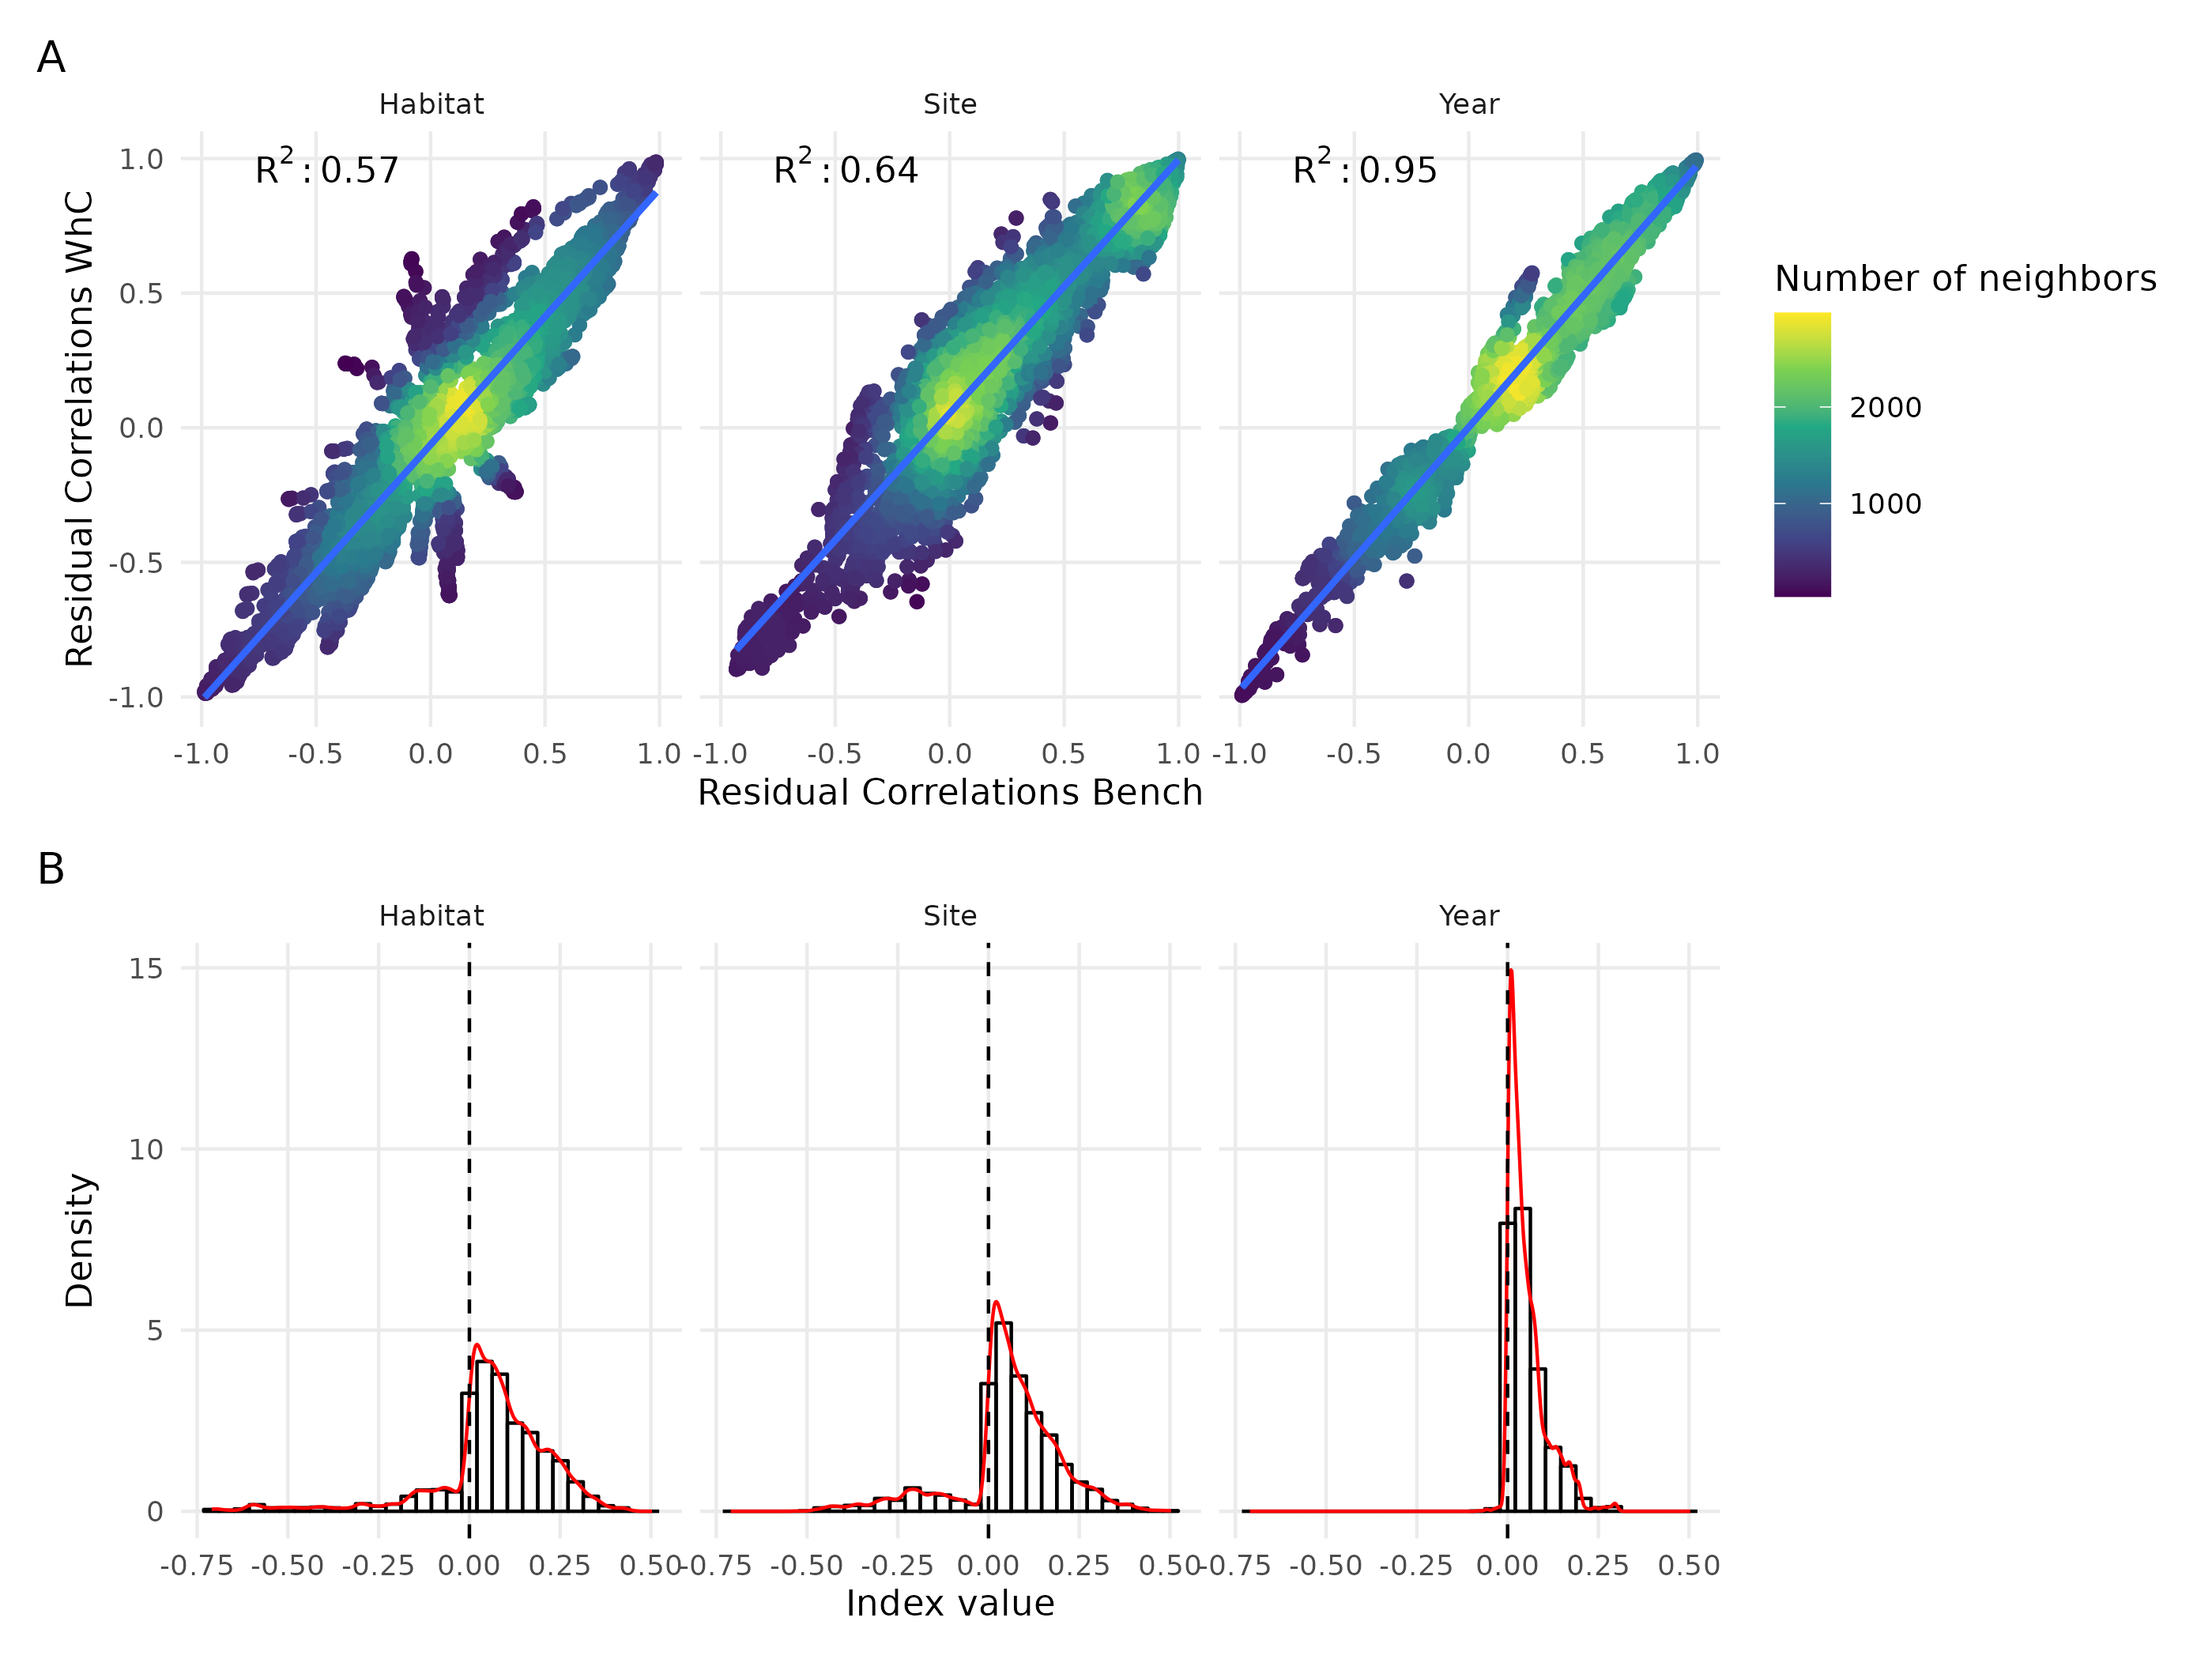 A
Habitat Site Year
R²:0.57 R²:0.64 R²:0.95
Residual Correlations WhC
1.0
0.5
0.0
-0.5
-1.0
-1.0 -0.5 0.0 0.5 1.0 -1.0 -0.5 0.0 0.5 1.0 -1.0 -0.5 0.0 0.5 1.0
Residual Correlations Bench
Number of neighbors
2000
1000
B
Habitat Site Year
Density
15
10
5
0
-0.75 -0.50 -0.25 0.00 0.25 0.50 -0.75 -0.50 -0.25 0.00 0.25 0.50 -0.75 -0.50 -0.25 0.00 0.25 0.50
Index value